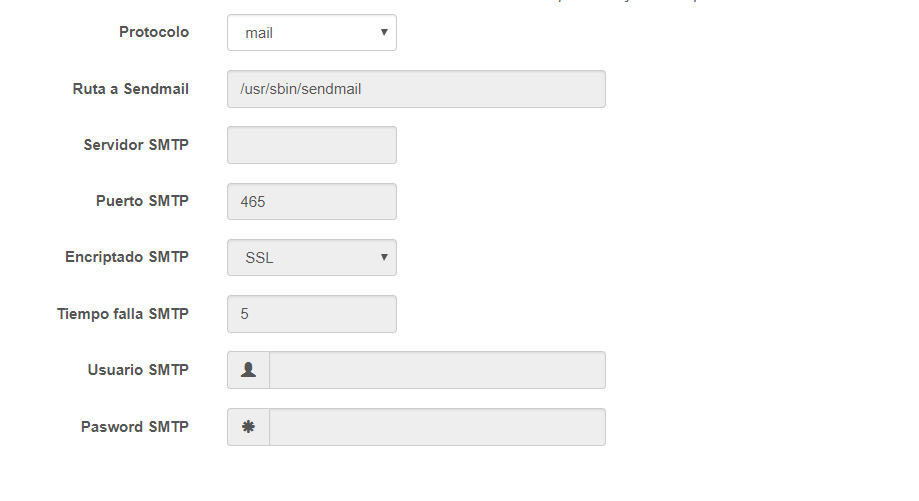 Protocolo mail
Ruta a Sendmail /usr/sbin/sendmail
Servidor SMTP
Puerto SMTP 465
Encriptado SMTP SSL
Tiempo falla SMTP 5
Usuario SMTP
Pasword SMTP